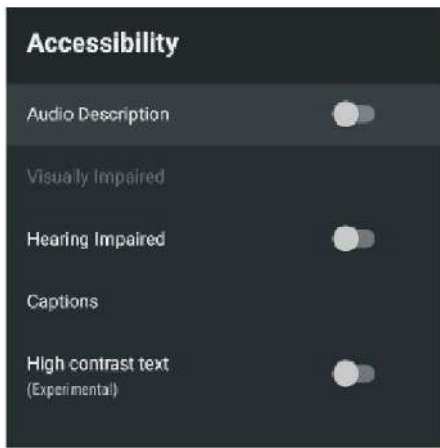 Accessibility
Audio Description
Visually Impaired
Hearing Impaired
Captions
High contrast text
(Experimental)